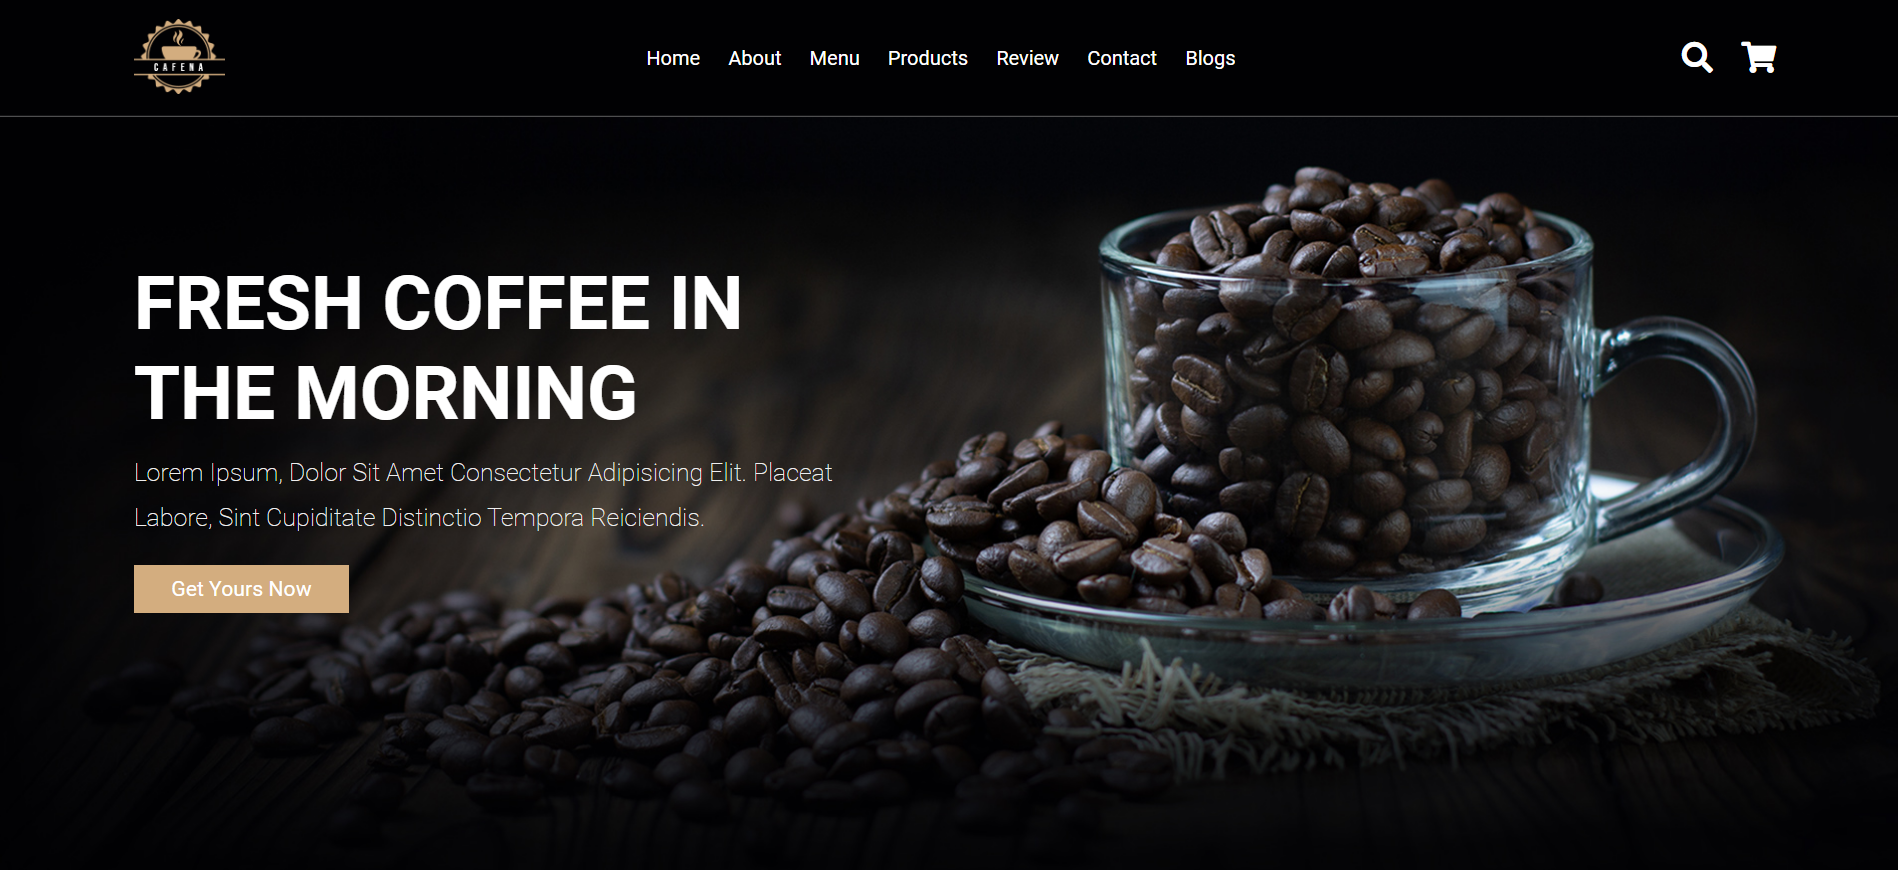 CAFENA
Home About Menu Products Review Contact Blogs
FRESH COFFEE IN
THE MORNING
Lorem Ipsum, Dolor Sit Amet Consectetur Adipisicing Elit. Placeat
Labore, Sint Cupiditate Distinctio Tempora Reiciendis.
Get Yours Now